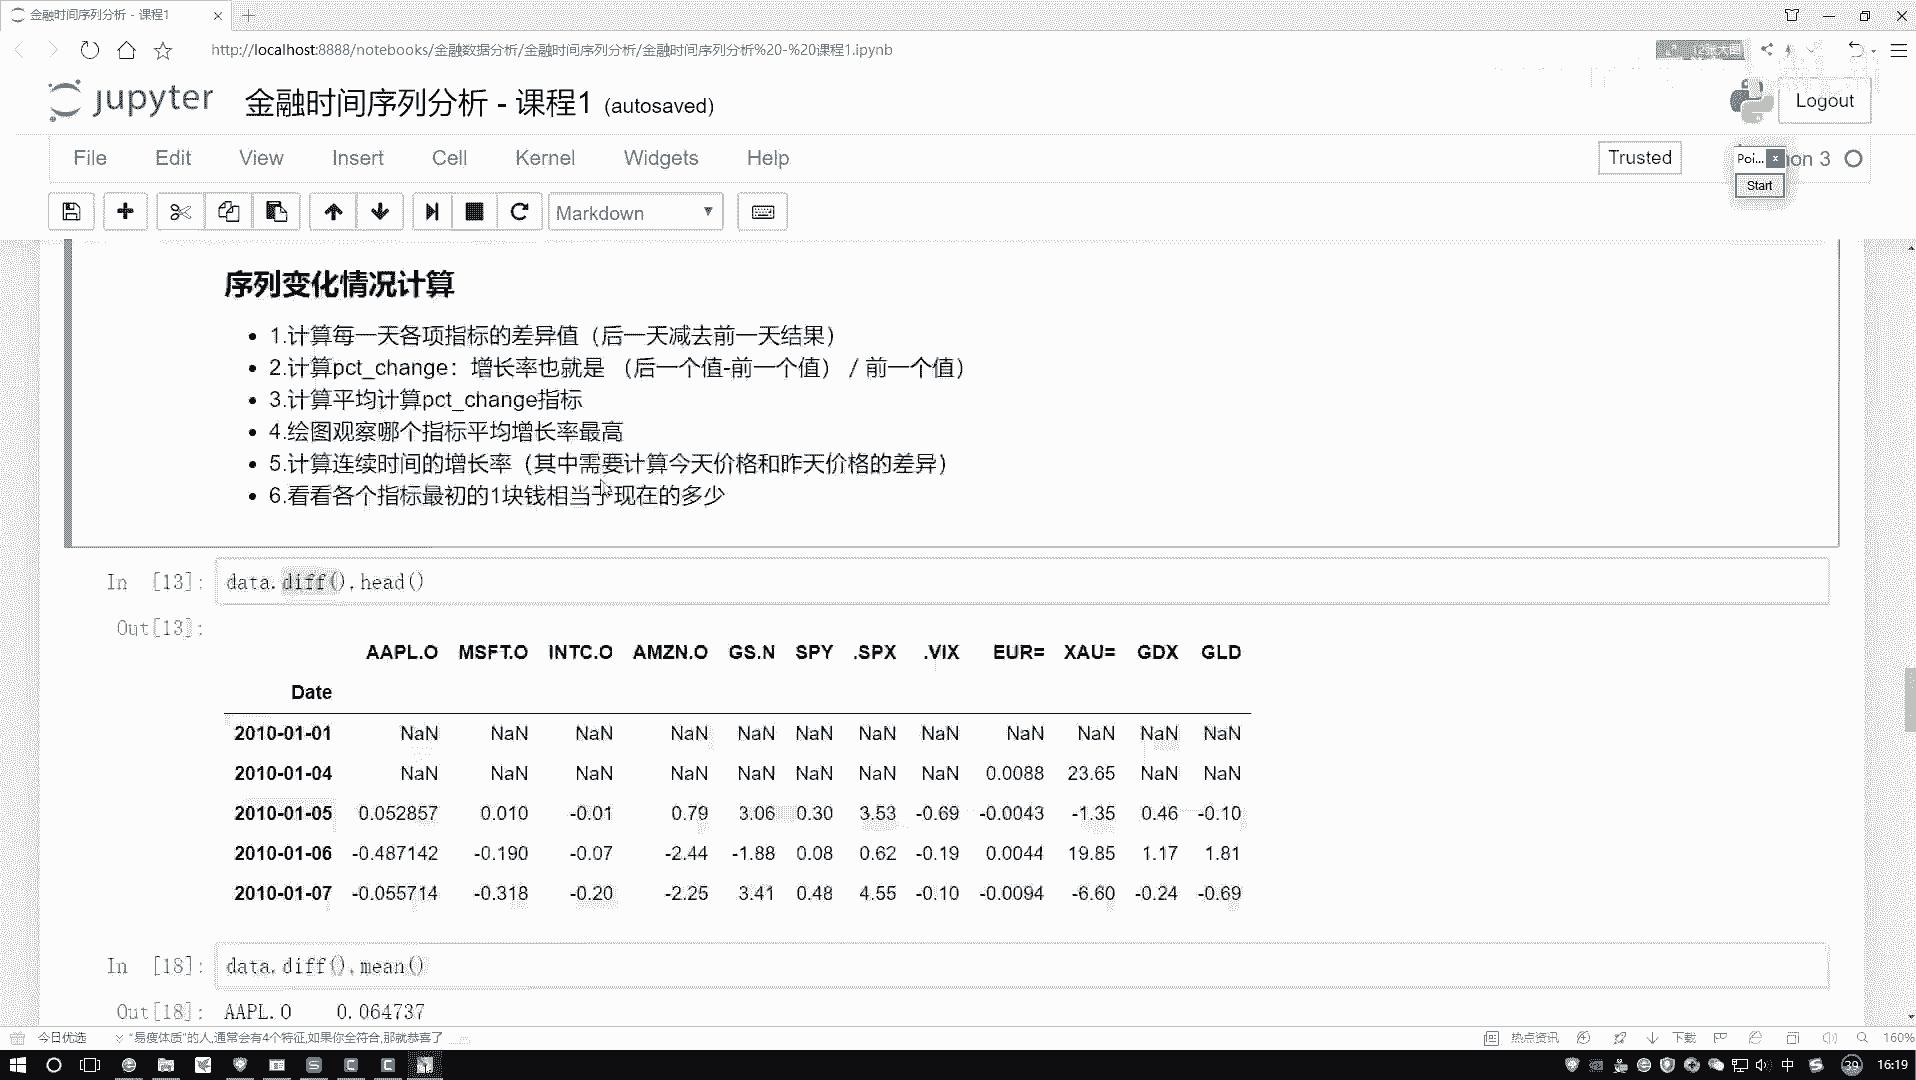 金融时间序列分析 - 课程1
http://localhost:8888/notebooks/金融数据分析/金融时间序列分析/金融时间序列分析%20-%20课程1.ipynb
jupyter 金融时间序列分析 - 课程1 (autosaved)
Logout
File Edit View Insert Cell Kernel Widgets Help
Trusted
Poi...
on 3
Start
Markdown
序列变化情况计算
1.计算每一天各项指标的差异值（后一天减去前一天结果）
2.计算pct_change：增长率也就是 （后一个值-前一个值） / 前一个值）
3.计算平均计算pct_change指标
4.绘图观察哪个指标平均增长率最高
5.计算连续时间的增长率（其中需要计算今天价格和昨天价格的差异）
6.看看各个指标最初的1块钱相当于现在的多少
In [13]: data.diff().head()
Out[13]:
AAPL.O MSFT.O INTC.O AMZN.O GS.N SPY .SPX .VIX EUR= XAU= GDX GLD
Date
2010-01-01 NaN NaN NaN NaN NaN NaN NaN NaN NaN NaN NaN NaN
2010-01-04 NaN NaN NaN NaN NaN NaN NaN NaN 0.0088 23.65 NaN NaN
2010-01-05 0.052857 0.010 -0.01 0.79 3.06 0.30 3.53 -0.69 -0.0043 -1.35 0.46 -0.10
2010-01-06 -0.487142 -0.190 -0.07 -2.44 -1.88 0.08 0.62 -0.19 0.0044 19.85 1.17 1.81
2010-01-07 -0.055714 -0.318 -0.20 -2.25 3.41 0.48 4.55 -0.10 -0.0094 -6.60 -0.24 -0.69
In [18]: data.diff().mean()
Out[18]: AAPL.O 0.064737
今日优选
“易瘦体质”的人,通常会有4个特征,如果你全符合,那就恭喜了
热点资讯
下载
160%
中
39
16:19